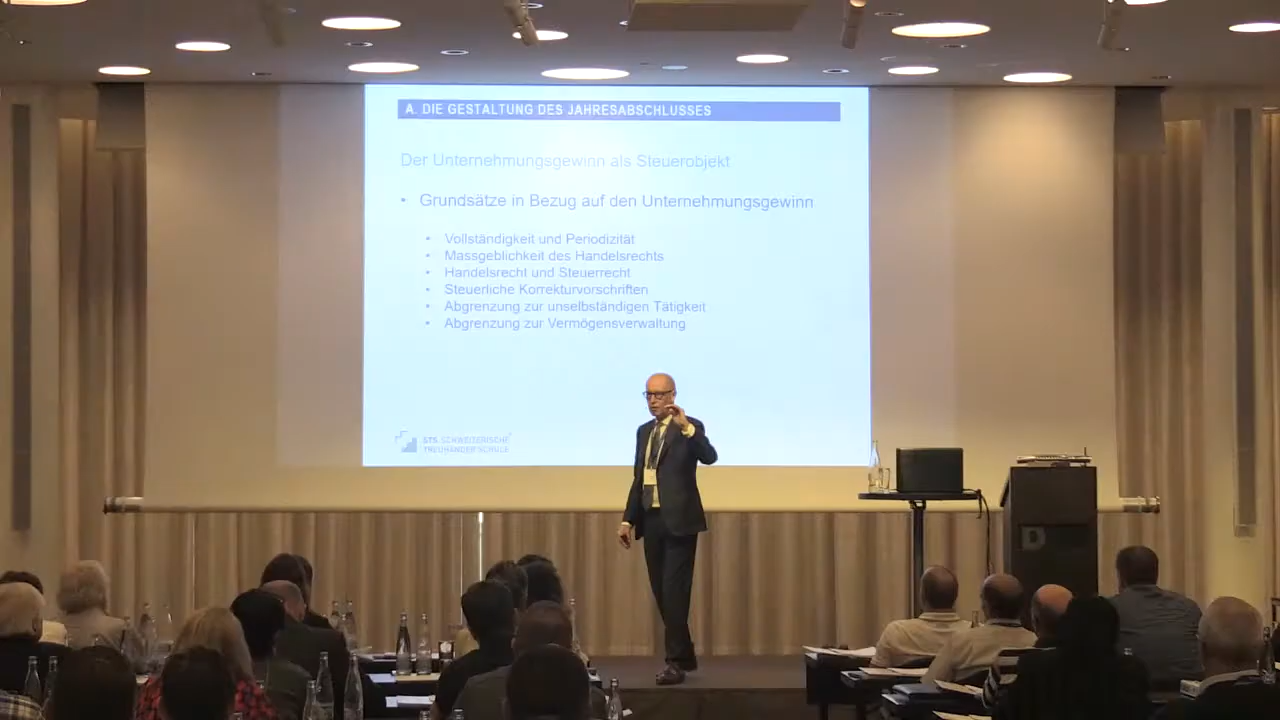 A. DIE GESTALTUNG DES JAHRESABSCHLUSSES
Der Unternehmungsgewinn als Steuerobjekt
• Grundsätze in Bezug auf den Unternehmungsgewinn
• Vollständigkeit und Periodizität
• Massgeblichkeit des Handelsrechts
• Handelsrecht und Steuerrecht
• Steuerliche Korrekturvorschriften
• Abgrenzung zur unselbständigen Tätigkeit
• Abgrenzung zur Vermögensverwaltung
STS SCHWEIZERISCHE
TREUHÄNDER SCHULE
D